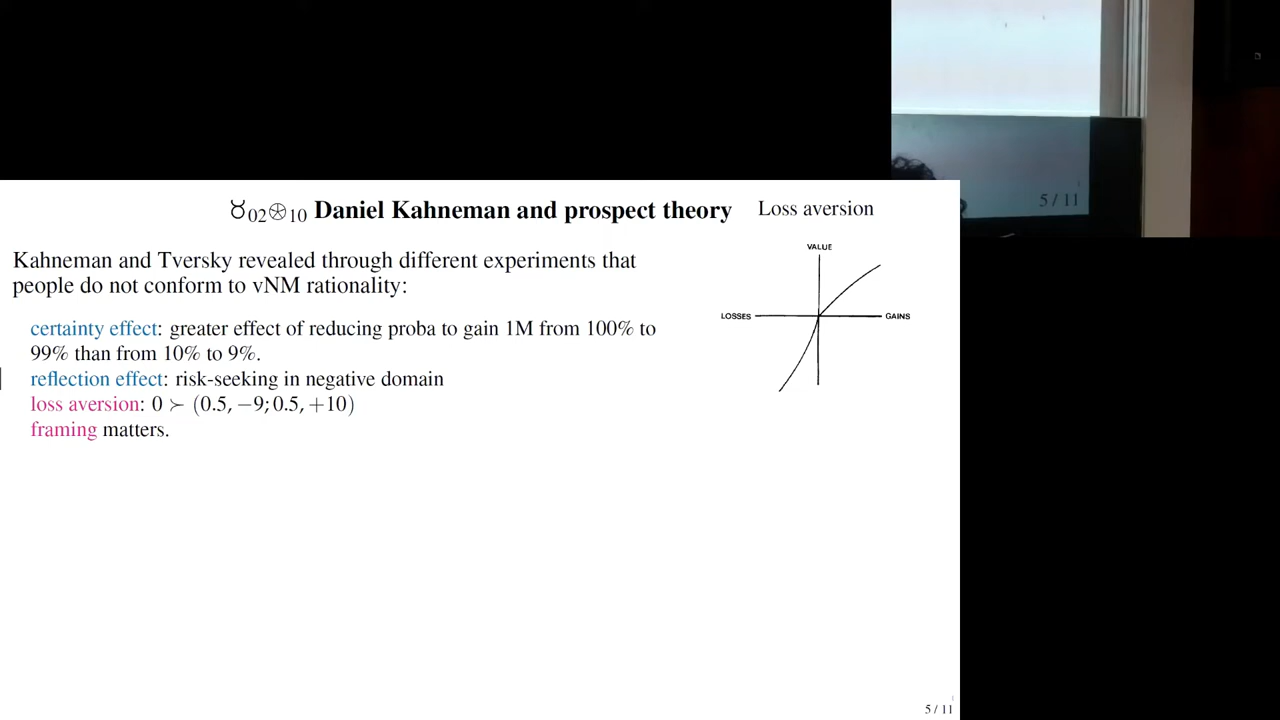 5 / 11
♉02⊛10 Daniel Kahneman and prospect theory
Loss aversion
Kahneman and Tversky revealed through different experiments that
people do not conform to vNM rationality:
certainty effect: greater effect of reducing proba to gain 1M from 100% to
99% than from 10% to 9%.
reflection effect: risk-seeking in negative domain
loss aversion: 0 ≻ (0.5, −9; 0.5, +10)
framing matters.
VALUE
LOSSES
GAINS
5 / 11